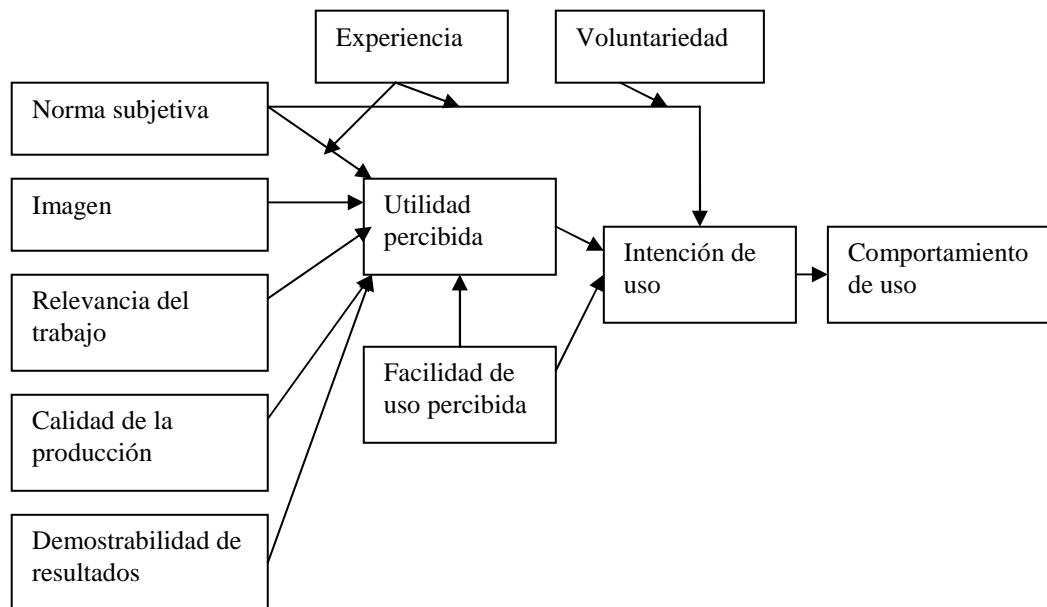 Experiencia
Voluntariedad
Norma subjetiva
Imagen
Utilidad
percibida
Intención de
uso
Comportamiento
de uso
Relevancia del
trabajo
Facilidad de
uso percibida
Calidad de la
producción
Demostrabilidad de
resultados